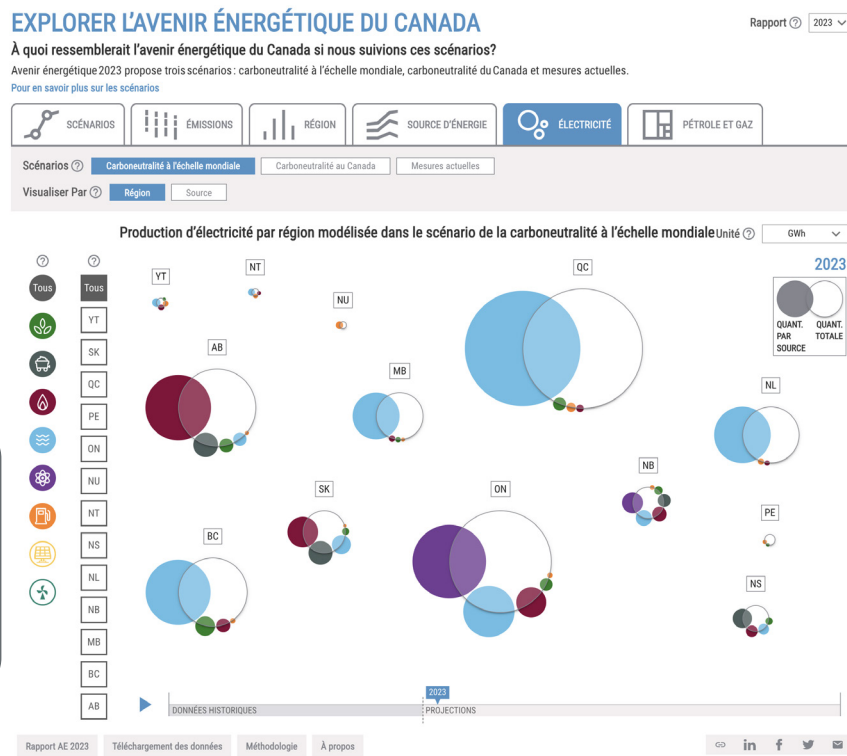 EXPLORER L'AVENIR ÉNERGÉTIQUE DU CANADA
Rapport ? 2023
À quoi ressemblerait l'avenir énergétique du Canada si nous suivions ces scénarios?
Avenir énergétique 2023 propose trois scénarios : carboneutralité à l'échelle mondiale, carboneutralité du Canada et mesures actuelles.
Pour en savoir plus sur les scénarios
SCÉNARIOS ÉMISSIONS RÉGION SOURCE D'ÉNERGIE ÉLECTRICITÉ PÉTROLE ET GAZ
Scénarios ? Carboneutralité à l'échelle mondiale Carboneutralité au Canada Mesures actuelles
Visualiser Par ? Région Source
Production d'électricité par région modélisée dans le scénario de la carboneutralité à l'échelle mondiale Unité ? GWh
2023
QUANT. PAR SOURCE
QUANT. TOTALE
? ?
Tous Tous
YT
SK
QC
PE
ON
NU
NT
NS
NL
NB
MB
BC
AB
YT
NT
NU
QC
AB
MB
NL
SK
ON
NB
PE
BC
NS
2023
DONNÉES HISTORIQUES PROJECTIONS
Rapport AE 2023 Téléchargement des données Méthodologie À propos
in f